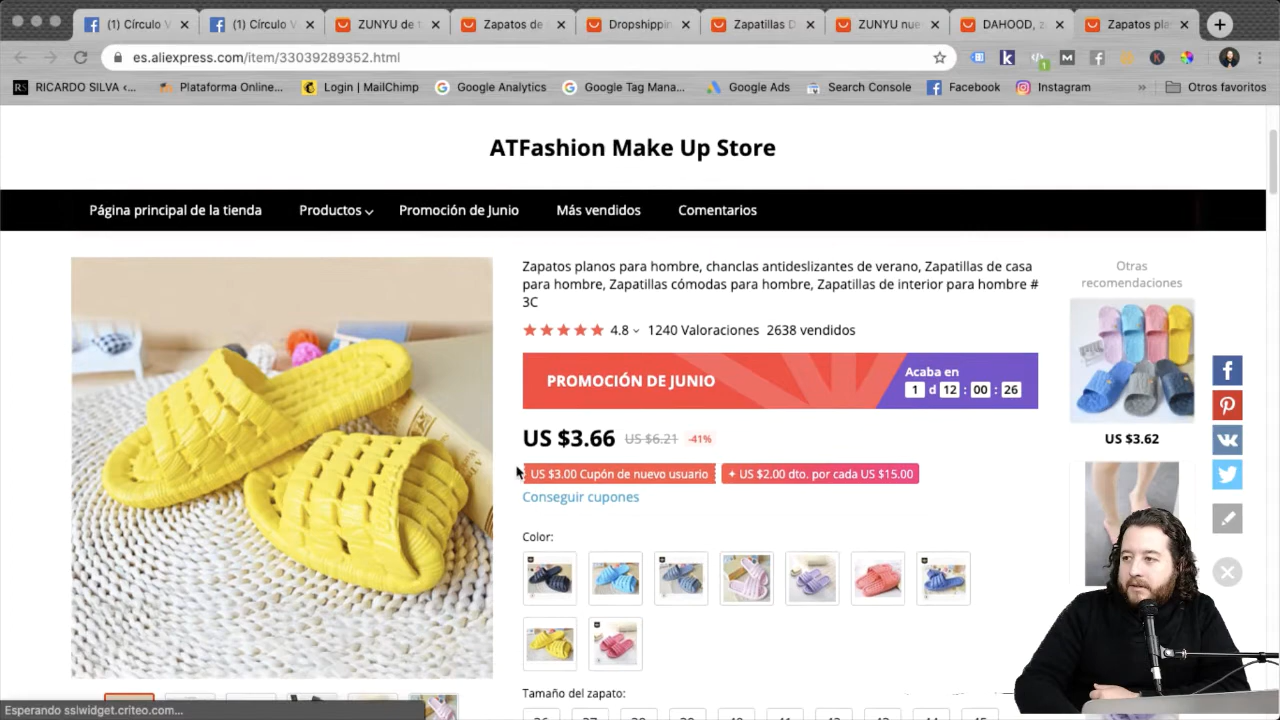 (1) Círculo V
(1) Círculo V
ZUNYU de t
Zapatos de
Dropshippin
Zapatillas D
ZUNYU nue
DAHOOD, z
Zapatos pla
es.aliexpress.com/item/33039289352.html
RICARDO SILVA <...
Plataforma Online...
Login | MailChimp
Google Analytics
Google Tag Mana...
Google Ads
Search Console
Facebook
Instagram
»
Otros favoritos
ATFashion Make Up Store
Página principal de la tienda
Productos
Promoción de Junio
Más vendidos
Comentarios
Zapatos planos para hombre, chanclas antideslizantes de verano, Zapatillas de casa
para hombre, Zapatillas cómodas para hombre, Zapatillas de interior para hombre #
3C
4.8 1240 Valoraciones 2638 vendidos
PROMOCIÓN DE JUNIO
Acaba en
1 d 12 : 00 : 26
US $3.66 US $6.21 -41%
US $3.00 Cupón de nuevo usuario
+ US $2.00 dto. por cada US $15.00
Conseguir cupones
Color:
Tamaño del zapato:
Otras
recomendaciones
US $3.62
Esperando ssiwidget.criteo.com...